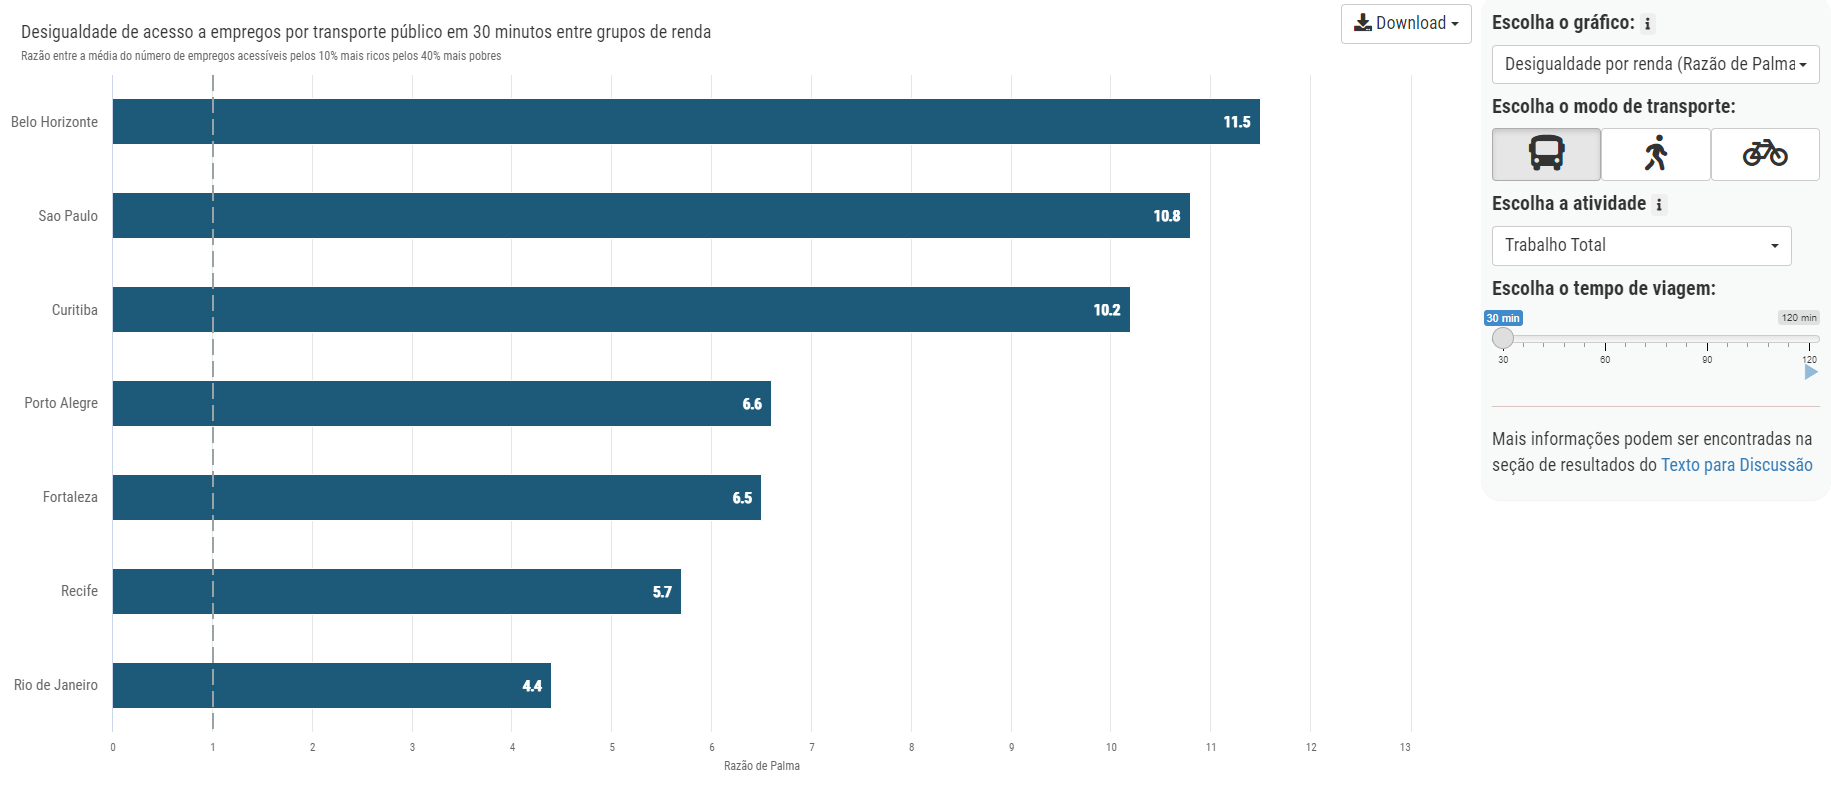 Desigualdade de acesso a empregos por transporte público em 30 minutos entre grupos de renda
Razão entre a média do número de empregos acessíveis pelos 10% mais ricos pelos 40% mais pobres
Belo Horizonte
11.5
Sao Paulo
10.8
Curitiba
10.2
Porto Alegre
6.6
Fortaleza
6.5
Recife
5.7
Rio de Janeiro
4.4
0 1 2 3 4 5 6 7 8 9 10 11 12 13
Razão de Palma
Download
Escolha o gráfico:
Desigualdade por renda (Razão de Palma
Escolha o modo de transporte:
Escolha a atividade
Trabalho Total
Escolha o tempo de viagem:
30 min 120 min
30 60 90 120
Mais informações podem ser encontradas na
seção de resultados do Texto para Discussão